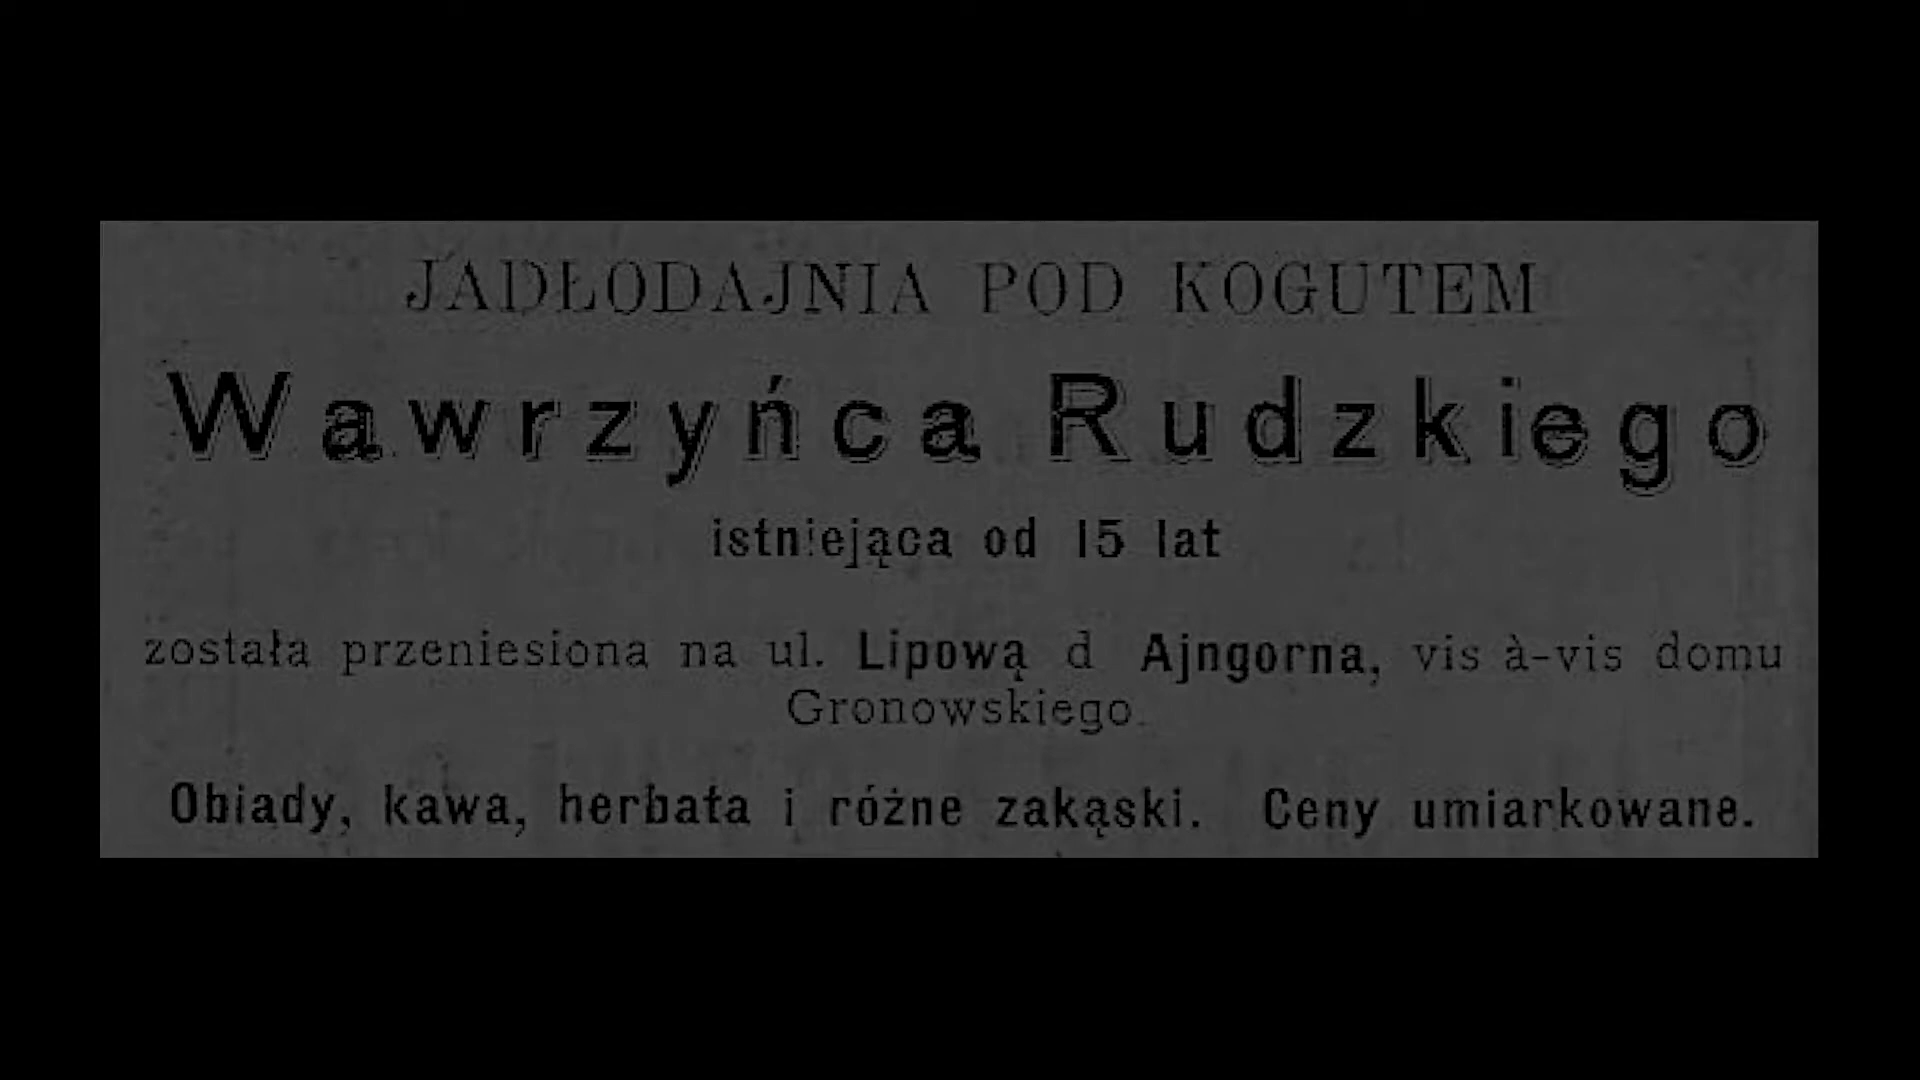 JADŁODAJNIA POD KOGUTEM
Wawrzyńca Rudzkiego
istniejąca od 15 lat
została przeniesiona na ul. Lipową d Ajngorna, vis à-vis domu
Gronowskiego.
Obiady, kawa, herbata i różne zakąski. Ceny umiarkowane.